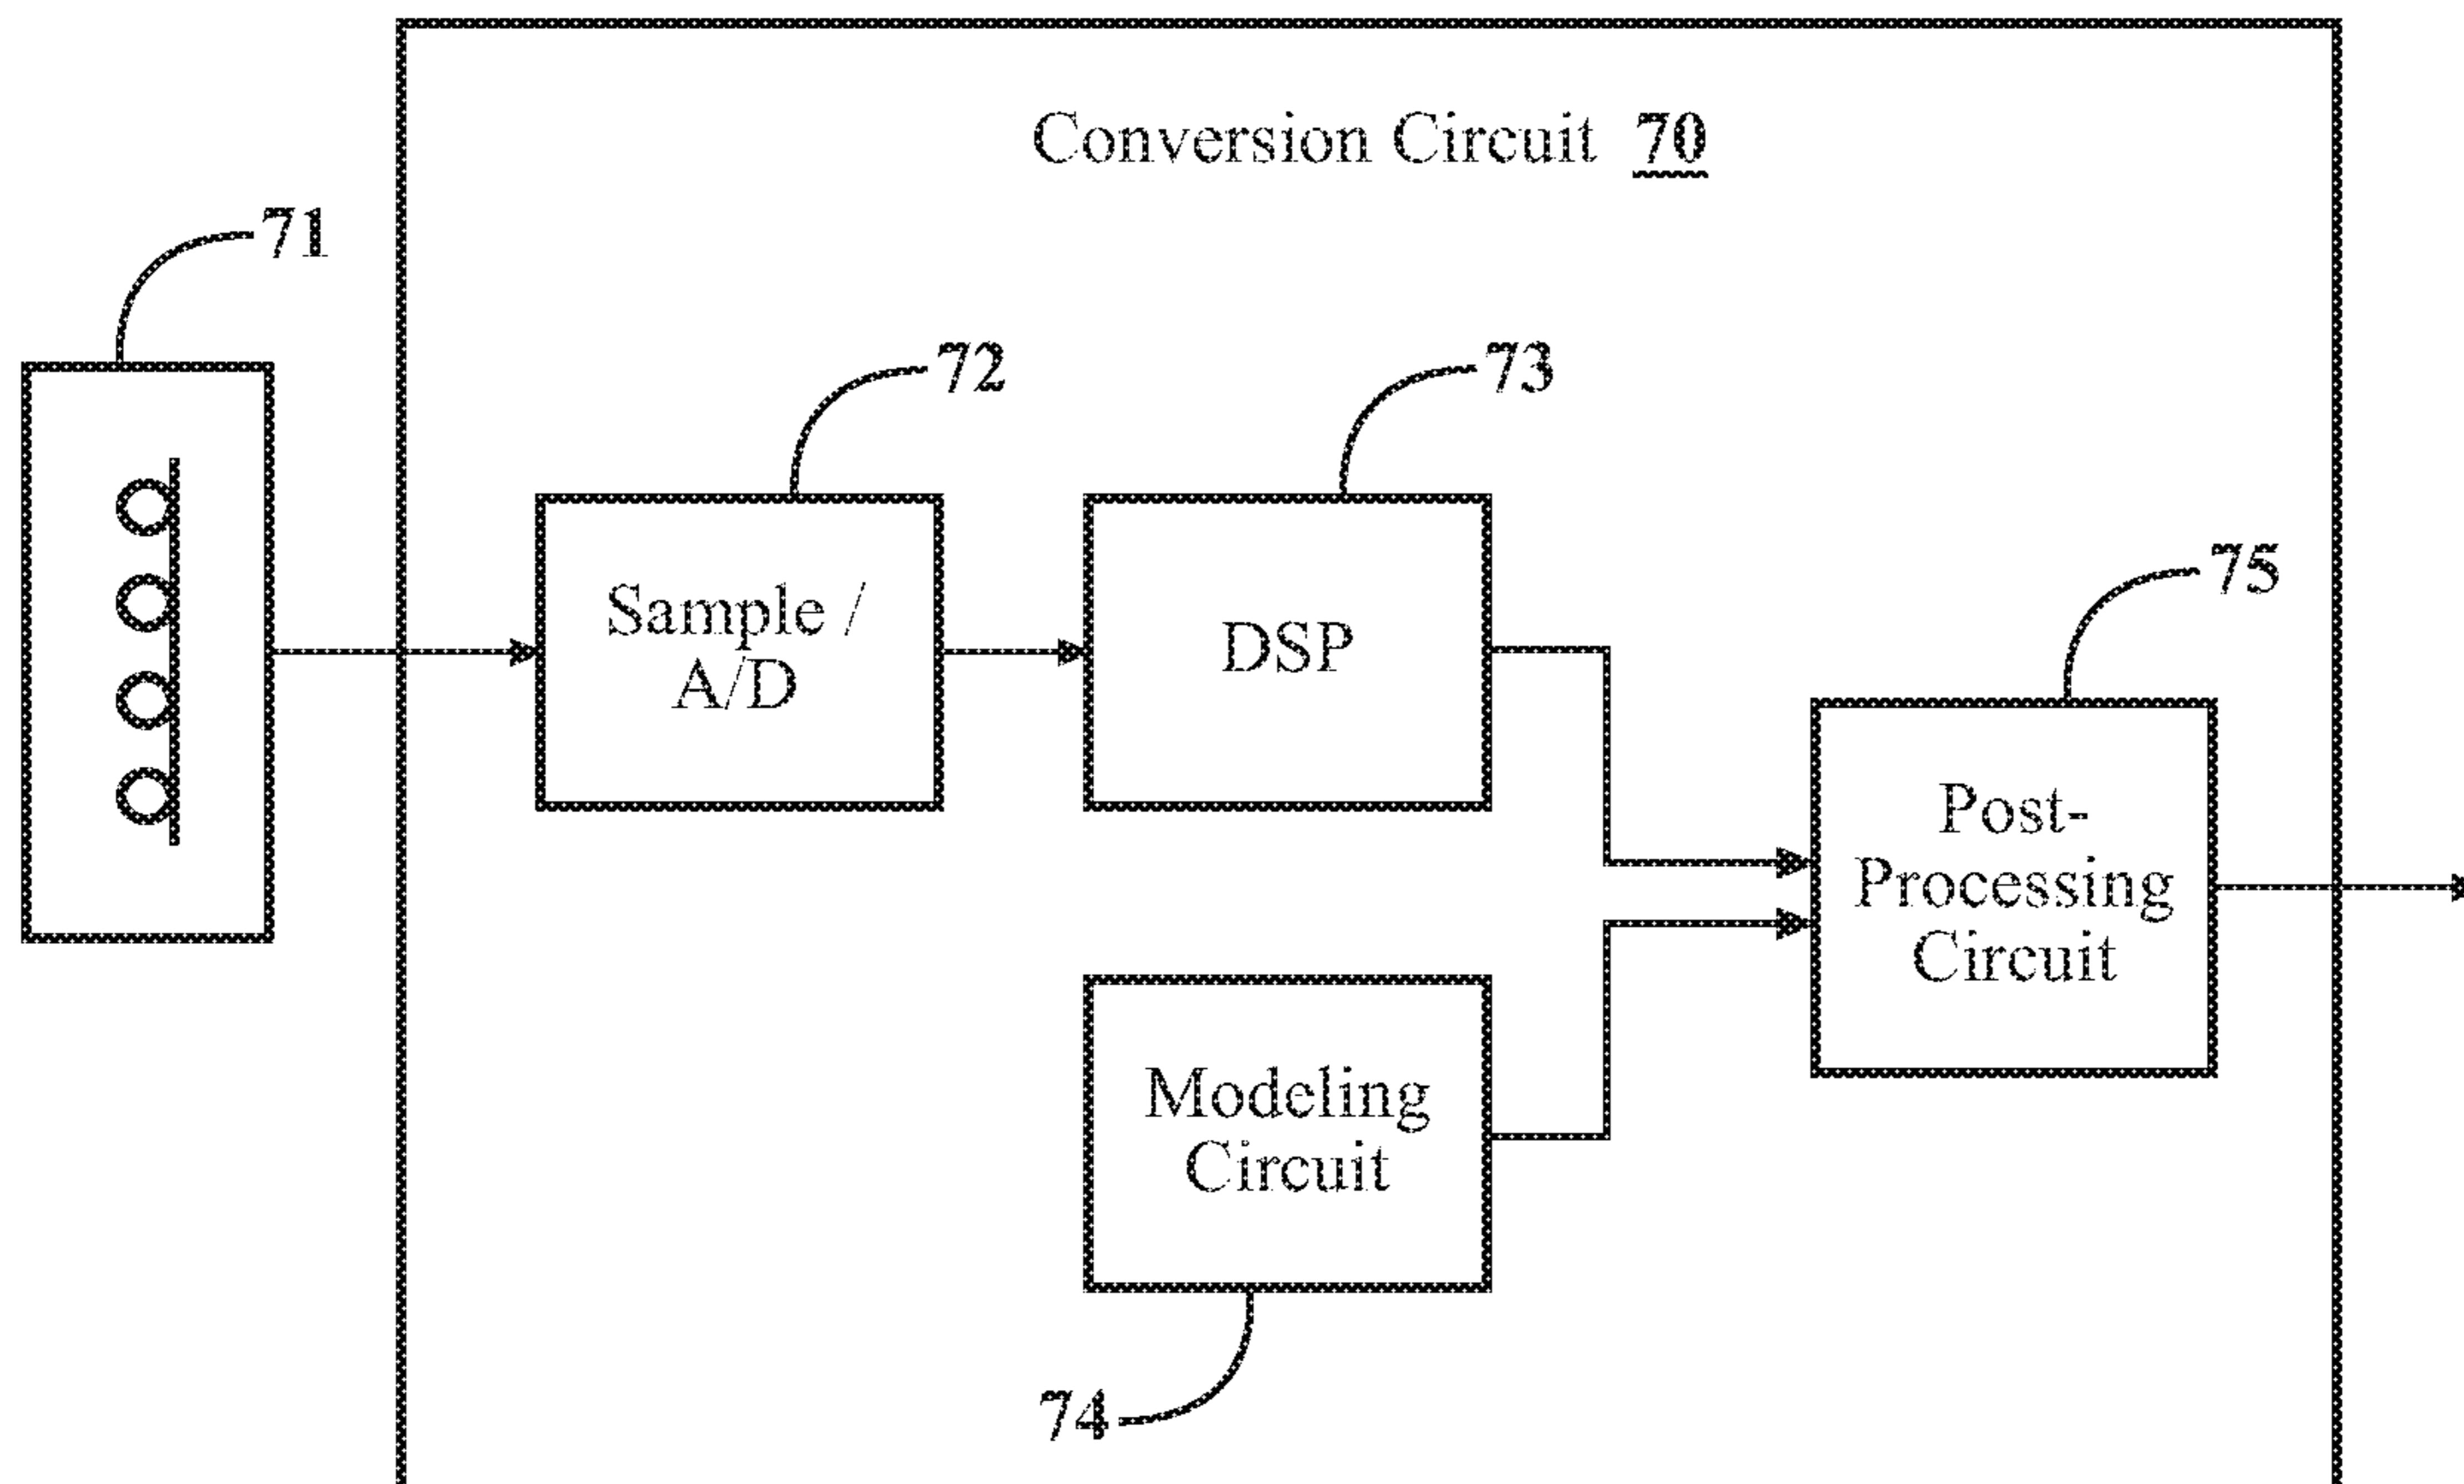 Conversion Circuit 70
71
72
73
75
Sample /
A/D
DSP
Post-
Processing
Circuit
Modeling
Circuit
74